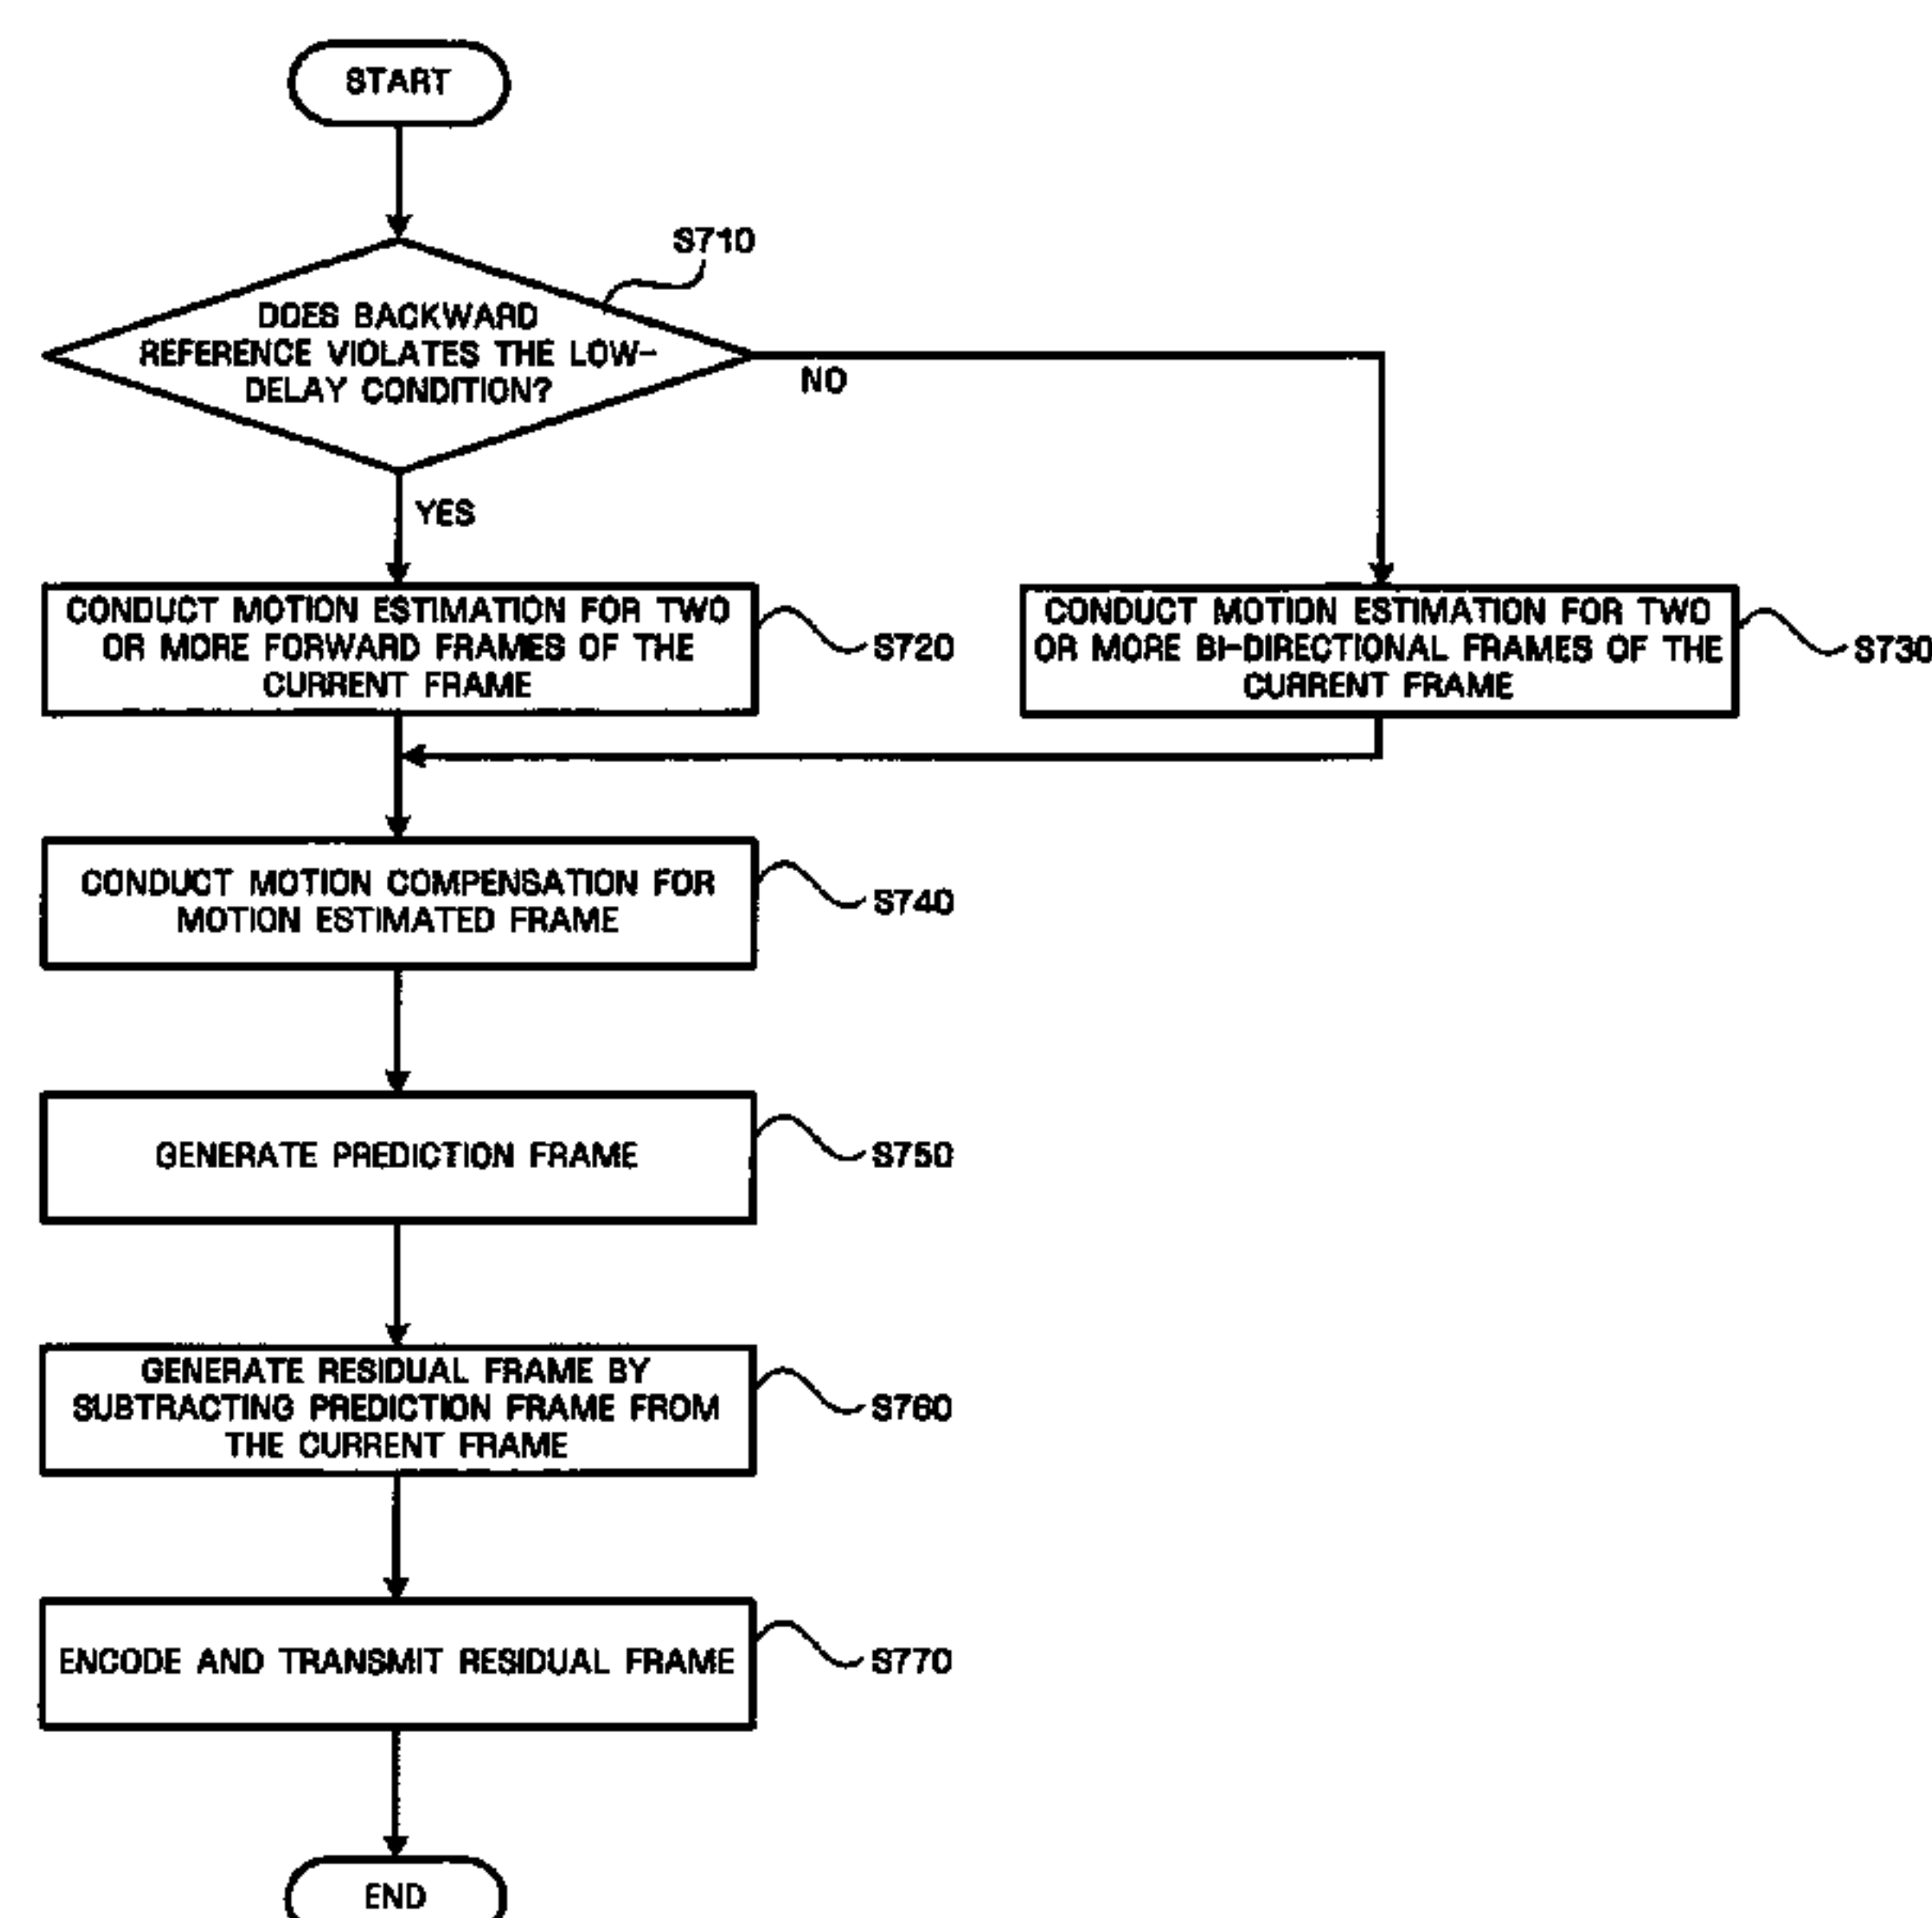 START
S710
DOES BACKWARD
REFERENCE VIOLATES THE LOW-
DELAY CONDITION?
NO
YES
CONDUCT MOTION ESTIMATION FOR TWO
OR MORE FORWARD FRAMES OF THE
CURRENT FRAME
S720
CONDUCT MOTION ESTIMATION FOR TWO
OR MORE BI-DIRECTIONAL FRAMES OF THE
CURRENT FRAME
S730
CONDUCT MOTION COMPENSATION FOR
MOTION ESTIMATED FRAME
S740
GENERATE PREDICTION FRAME
S750
GENERATE RESIDUAL FRAME BY
SUBTRACTING PREDICTION FRAME FROM
THE CURRENT FRAME
S760
ENCODE AND TRANSMIT RESIDUAL FRAME
S770
END